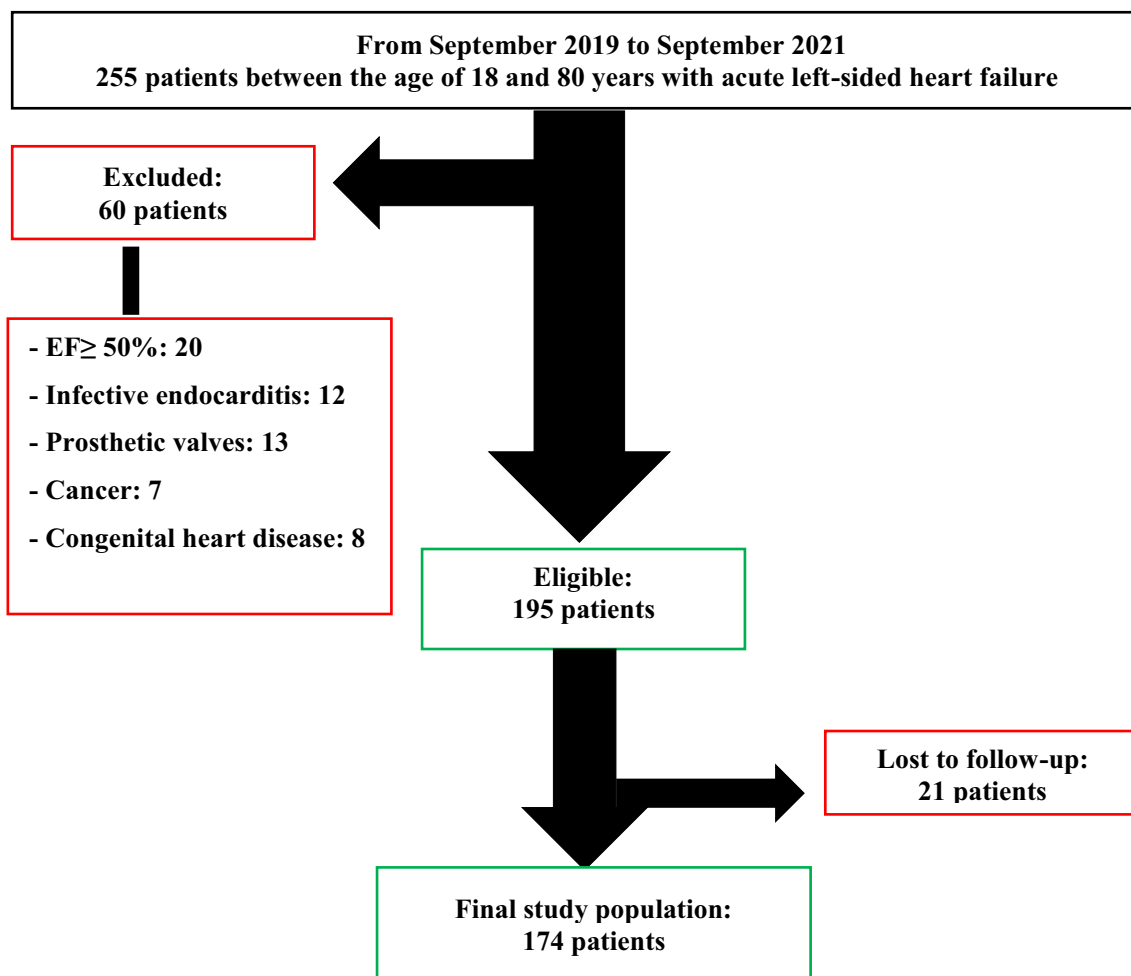 From September 2019 to September 2021
255 patients between the age of 18 and 80 years with acute left-sided heart failure
Excluded:
60 patients
- EF≥ 50%: 20
- Infective endocarditis: 12
- Prosthetic valves: 13
- Cancer: 7
- Congenital heart disease: 8
Eligible:
195 patients
Lost to follow-up:
21 patients
Final study population:
174 patients